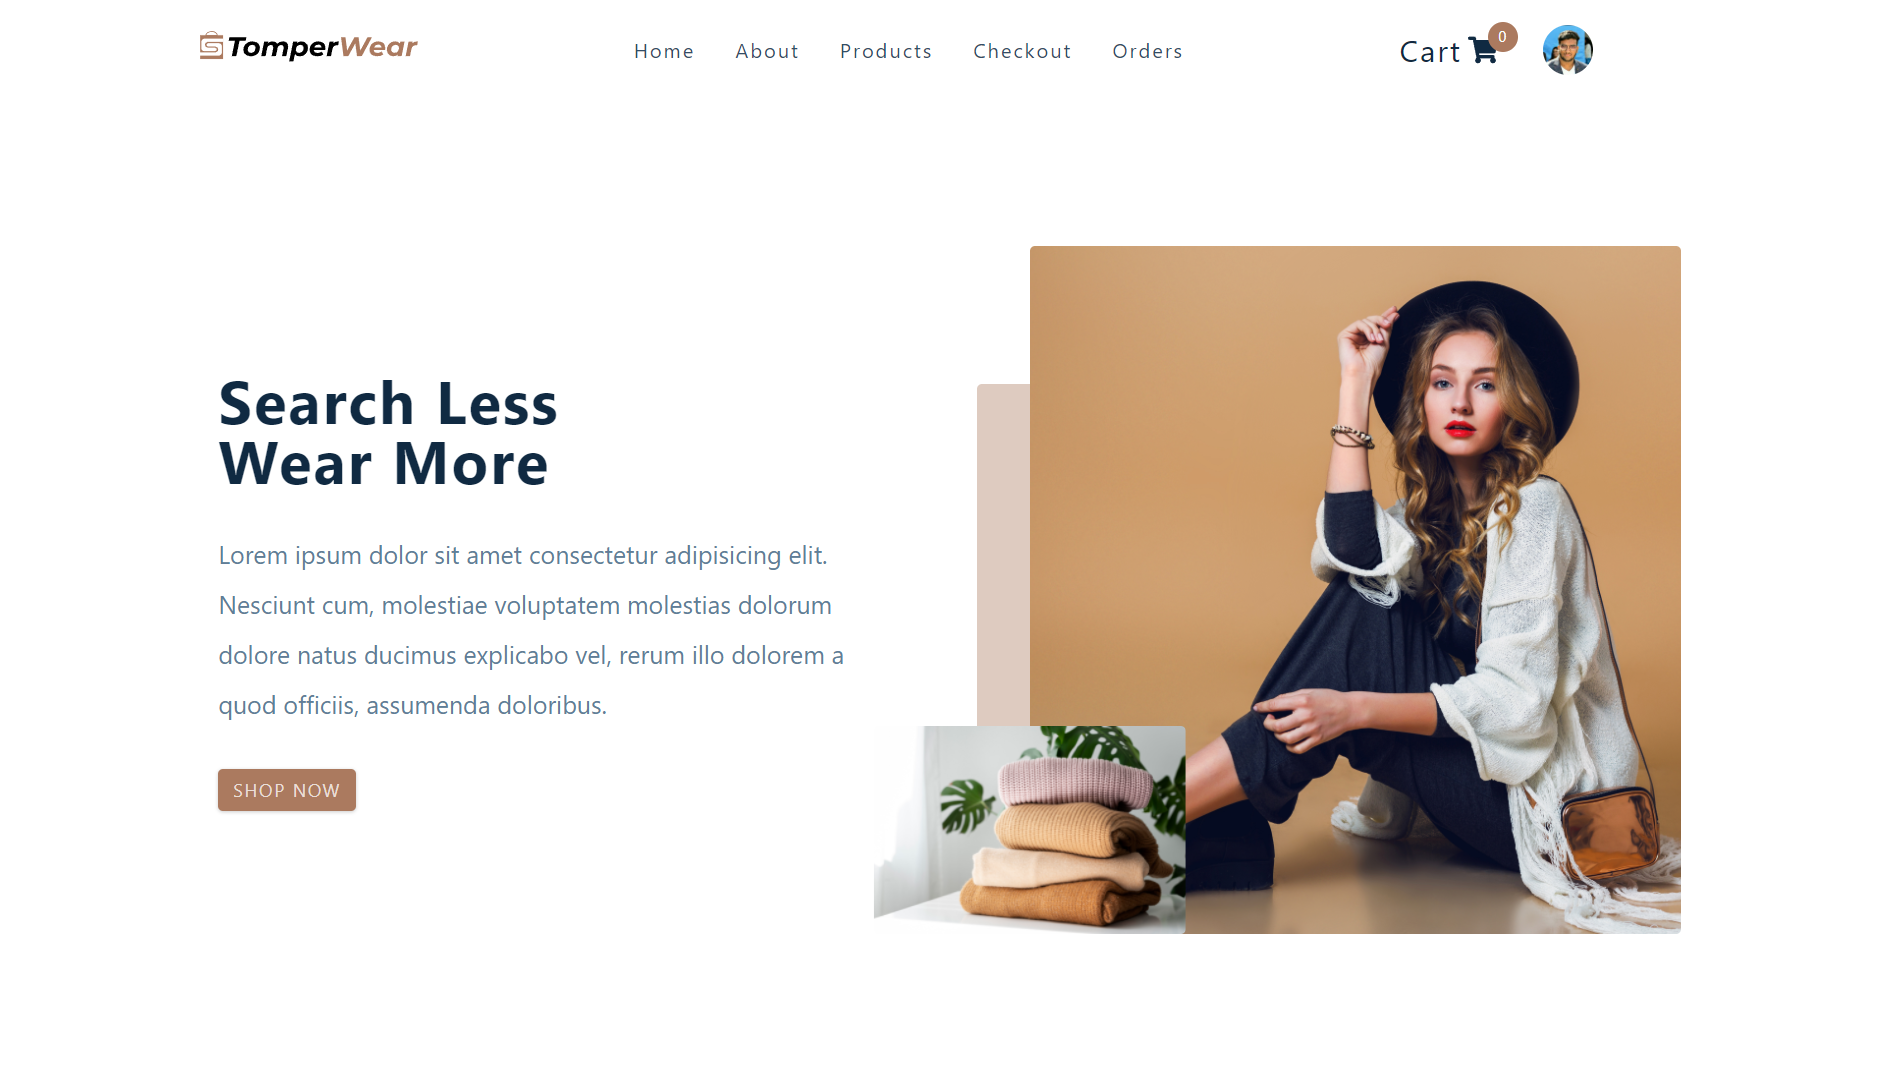 TomperWear
Home About Products Checkout Orders
Cart 0
Search Less
Wear More
Lorem ipsum dolor sit amet consectetur adipisicing elit.
Nesciunt cum, molestiae voluptatem molestias dolorum
dolore natus ducimus explicabo vel, rerum illo dolorem a
quod officiis, assumenda doloribus.
SHOP NOW